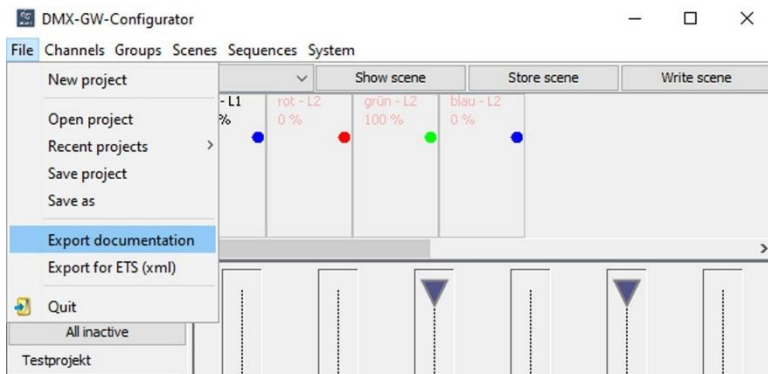 DMX-GW-Configurator
File Channels Groups Scenes Sequences System
New project
Open project
Recent projects
Save project
Save as
Export documentation
Export for ETS (xml)
Quit
Show scene Store scene Write scene
- L1 rot - L2 grün - L2 blau - L2
% 0 % 100 % 0 %
All inactive
Testprojekt